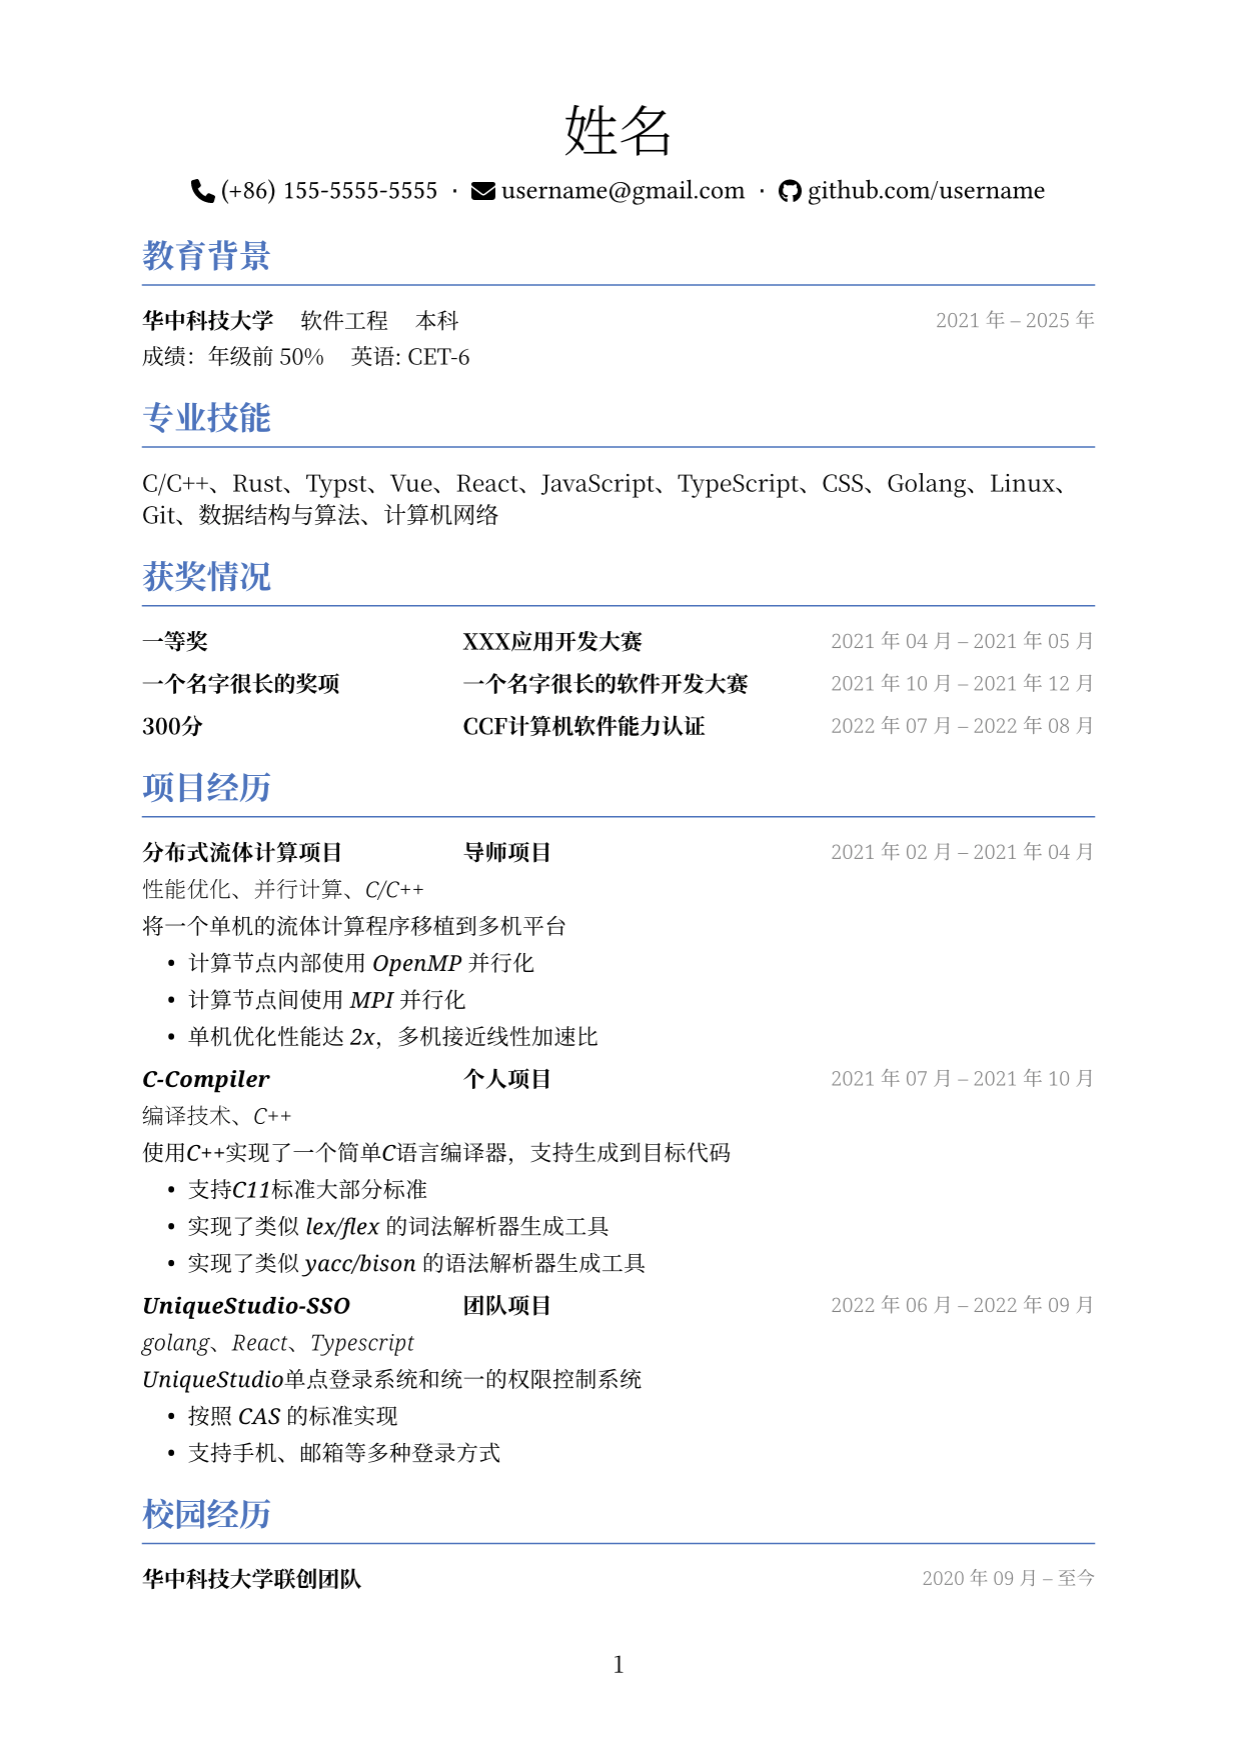 姓名
(+86) 155-5555-5555 · username@gmail.com · github.com/username
教育背景
华中科技大学 软件工程 本科 2021 年 – 2025 年
成绩：年级前 50% 英语: CET-6
专业技能
C/C++、Rust、Typst、Vue、React、JavaScript、TypeScript、CSS、Golang、Linux、
Git、数据结构与算法、计算机网络
获奖情况
一等奖 XXX应用开发大赛 2021 年 04 月 – 2021 年 05 月
一个名字很长的奖项 一个名字很长的软件开发大赛 2021 年 10 月 – 2021 年 12 月
300分 CCF计算机软件能力认证 2022 年 07 月 – 2022 年 08 月
项目经历
分布式流体计算项目 导师项目 2021 年 02 月 – 2021 年 04 月
性能优化、并行计算、C/C++
将一个单机的流体计算程序移植到多机平台
• 计算节点内部使用 OpenMP 并行化
• 计算节点间使用 MPI 并行化
• 单机优化性能达 2x，多机接近线性加速比
C-Compiler 个人项目 2021 年 07 月 – 2021 年 10 月
编译技术、C++
使用C++实现了一个简单C语言编译器，支持生成到目标代码
• 支持C11标准大部分标准
• 实现了类似 lex/flex 的词法解析器生成工具
• 实现了类似 yacc/bison 的语法解析器生成工具
UniqueStudio-SSO 团队项目 2022 年 06 月 – 2022 年 09 月
golang、React、Typescript
UniqueStudio单点登录系统和统一的权限控制系统
• 按照 CAS 的标准实现
• 支持手机、邮箱等多种登录方式
校园经历
华中科技大学联创团队 2020 年 09 月 – 至今
1